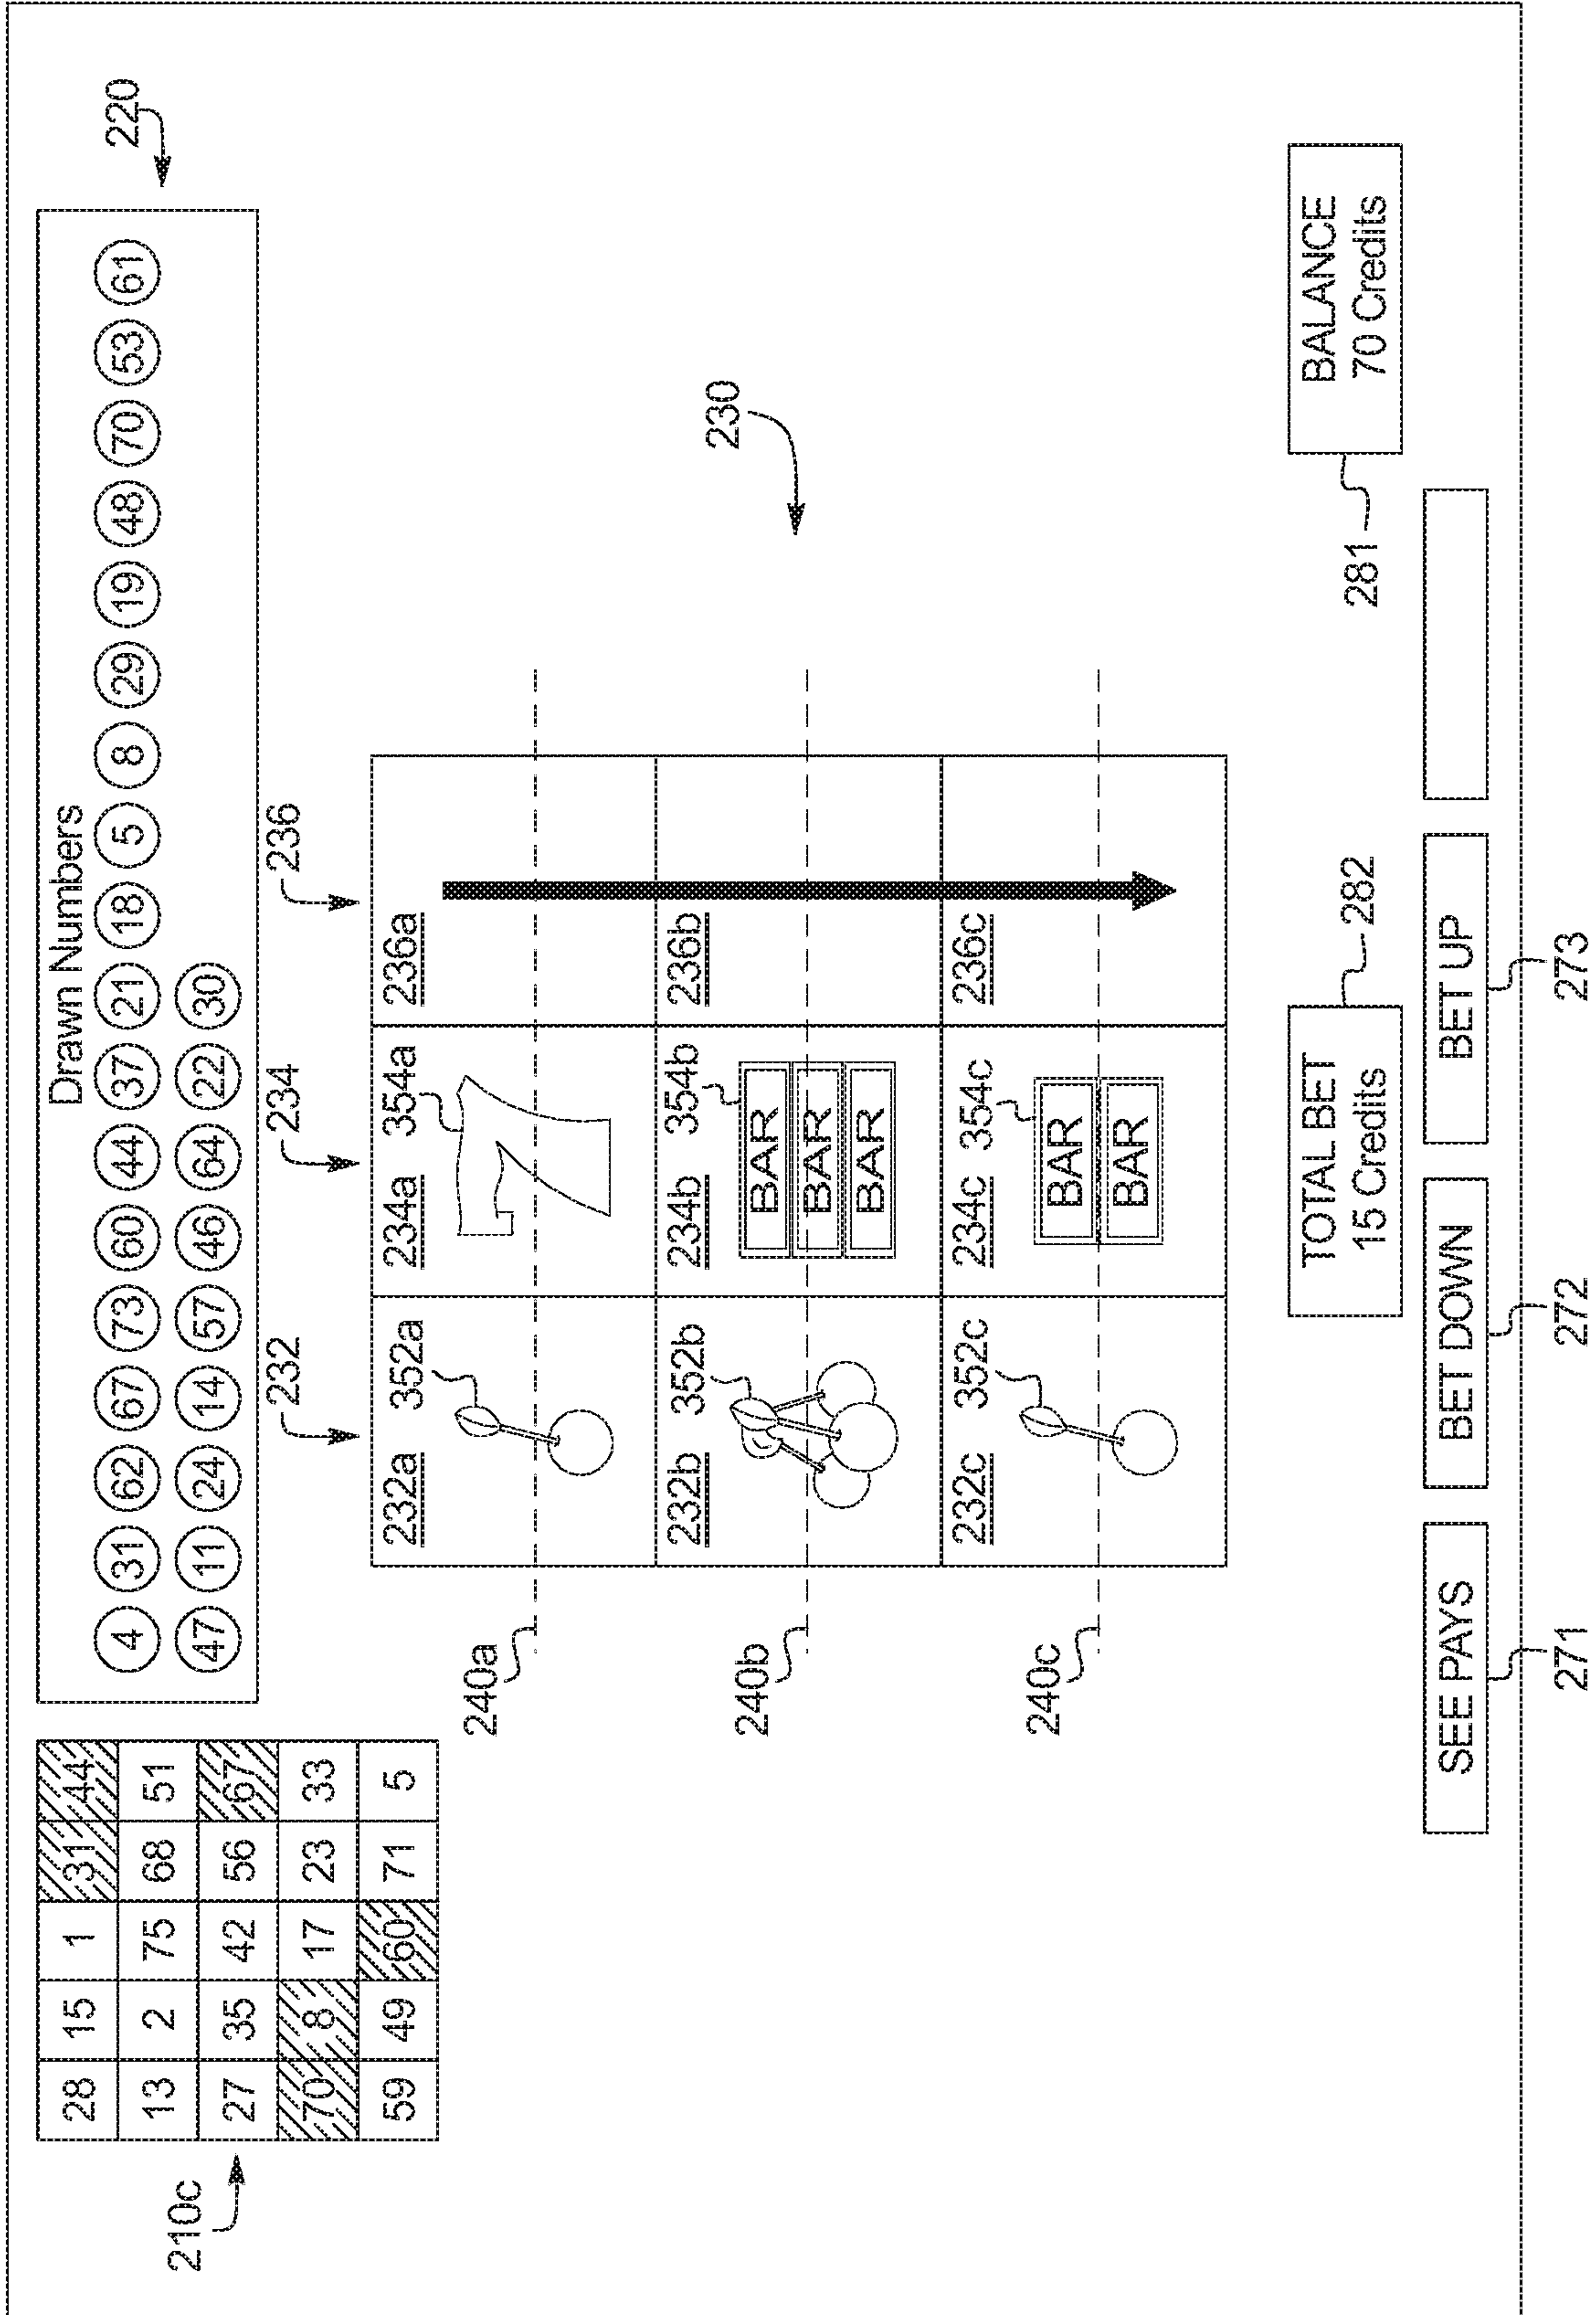 28 15 1 31 44
13 2 75 68 51
27 35 42 56 67
70 8 17 23 33
59 49 60 71 5
210c
Drawn Numbers
4 31 62 67 73 60 44 37 21 18 5 8 29 19 48 70 53 61
47 11 24 14 57 46 64 22 30
220
232 234 236
232a 352a 234a 354a 236a
240a
232b 352b 234b 354b 236b
BAR
BAR
BAR
240b
230
232c 352c 234c 354c 236c
BAR
BAR
240c
TOTAL BET
15 Credits
282
BALANCE
70 Credits
281
SEE PAYS BET DOWN BET UP
271 272 273